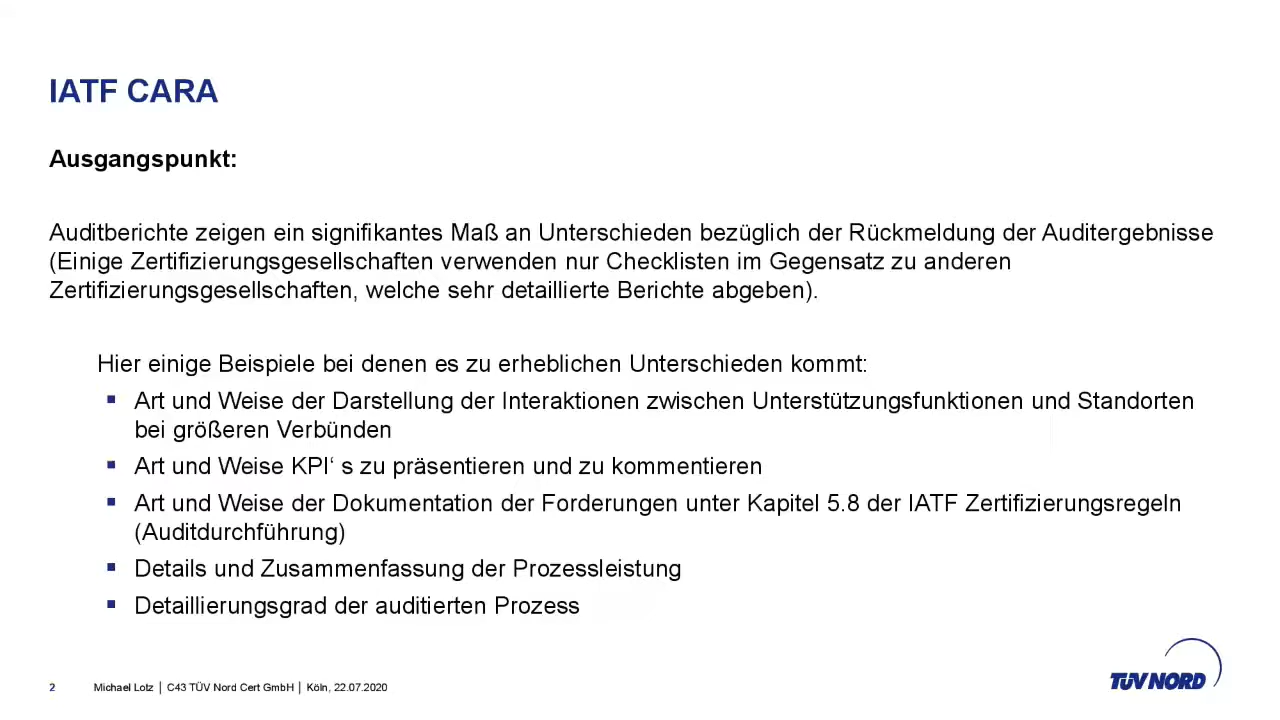 IATF CARA
Ausgangspunkt:
Auditberichte zeigen ein signifikantes Maß an Unterschieden bezüglich der Rückmeldung der Auditergebnisse
(Einige Zertifizierungsgesellschaften verwenden nur Checklisten im Gegensatz zu anderen
Zertifizierungsgesellschaften, welche sehr detaillierte Berichte abgeben).
Hier einige Beispiele bei denen es zu erheblichen Unterschieden kommt:
▪ Art und Weise der Darstellung der Interaktionen zwischen Unterstützungsfunktionen und Standorten
bei größeren Verbünden
▪ Art und Weise KPI‘ s zu präsentieren und zu kommentieren
▪ Art und Weise der Dokumentation der Forderungen unter Kapitel 5.8 der IATF Zertifizierungsregeln
(Auditdurchführung)
▪ Details und Zusammenfassung der Prozessleistung
▪ Detaillierungsgrad der auditierten Prozess
2 Michael Lotz │ C43 TÜV Nord Cert GmbH │ Köln, 22.07.2020
TÜV NORD